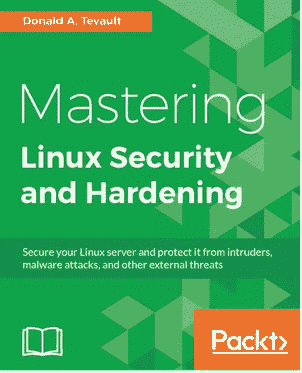 Donald A. Tevault
Mastering
Linux Security
and Hardening
Secure your Linux server and protect it from intruders,
malware attacks, and other external threats
Packt>